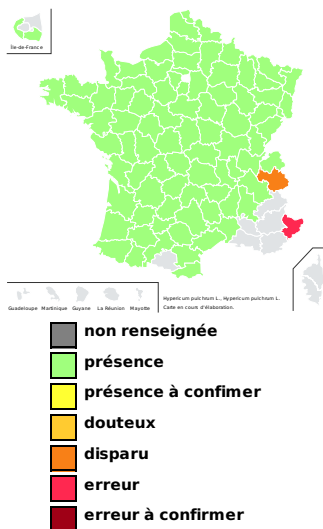 Île-de-France
Guadeloupe Martinique Guyane La Réunion Mayotte
Hypericum pulchrum L., Hypericum pulchrum L.
Carte en cours d'élaboration.
non renseignée
présence
présence à confimer
douteux
disparu
erreur
erreur à confirmer